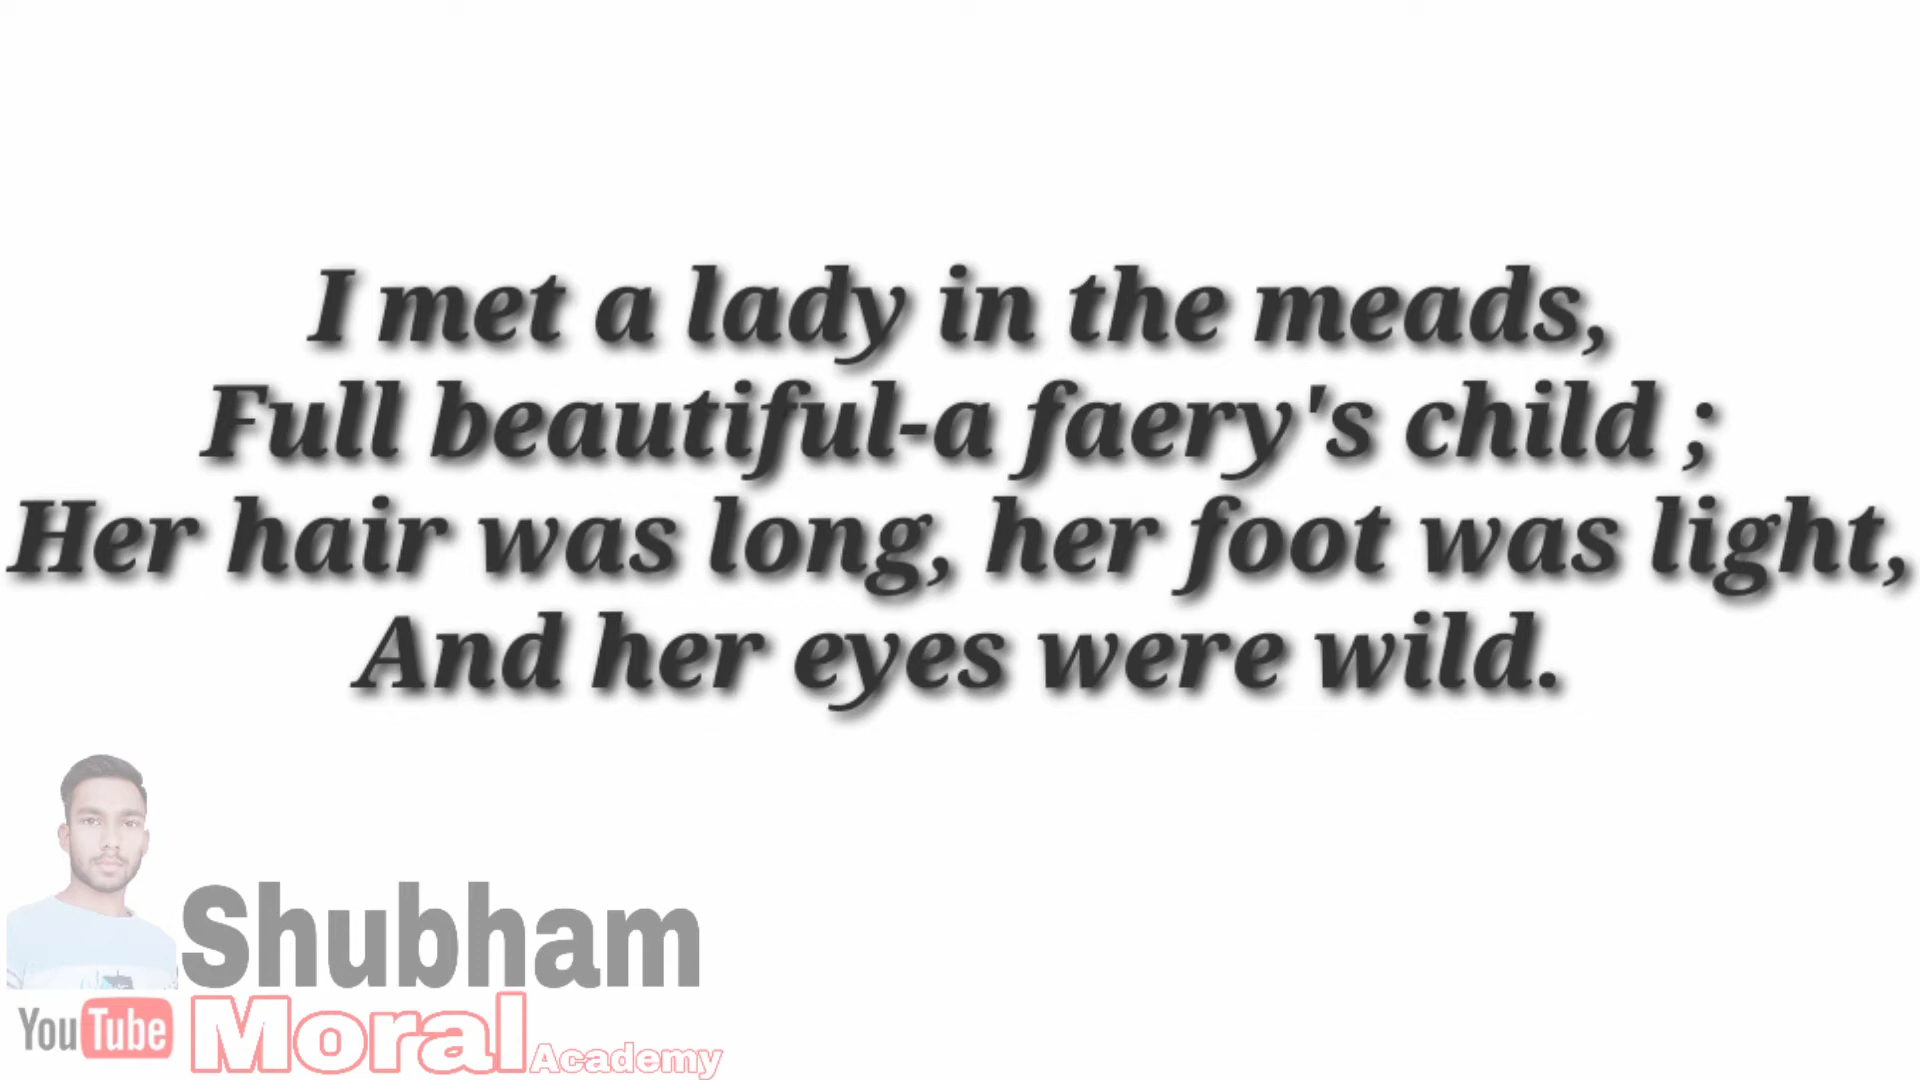 I met a lady in the meads,
Full beautiful-a faery's child ;
Her hair was long, her foot was light,
And her eyes were wild.
Shubham
YouTube Moral Academy